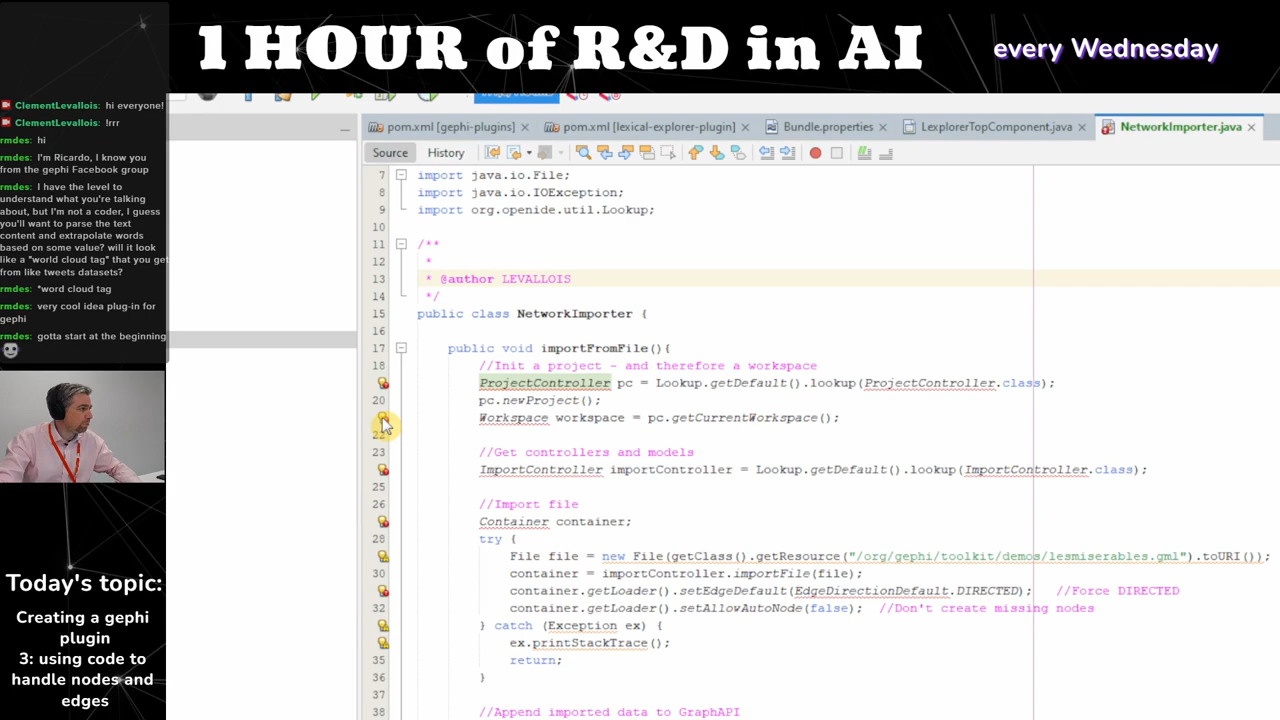 1 HOUR of R&D in AI
every Wednesday
ClementLevallois: hi everyone!
ClementLevallois: !rrr
rmdes: hi
rmdes: I'm Ricardo, I know you
from the gephi Facebook group
rmdes: I have the level to
understand what you're talking
about, but I'm not a coder, I guess
you'll want to parse the text
content and extrapolate words
based on some value? will it look
like a "world cloud tag" that you get
from like tweets datasets?
rmdes: *word cloud tag
rmdes: very cool idea plug-in for
gephi
rmdes: gotta start at the beginning
Today's topic:
Creating a gephi
plugin
3: using code to
handle nodes and
edges
pom.xml [gephi-plugins]
pom.xml [lexical-explorer-plugin]
Bundle.properties
LexplorerTopComponent.java
NetworkImporter.java
Source
History
7 import java.io.File;
8 import java.io.IOException;
9 import org.openide.util.Lookup;
10
11 /**
12 *
13 * @author LEVALLOIS
14 */
15 public class NetworkImporter {
16
17 public void importFromFile(){
18 //Init a project - and therefore a workspace
ProjectController pc = Lookup.getDefault().lookup(ProjectController.class);
20 pc.newProject();
Workspace workspace = pc.getCurrentWorkspace();
22
23 //Get controllers and models
ImportController importController = Lookup.getDefault().lookup(ImportController.class);
25
26 //Import file
Container container;
28 try {
File file = new File(getClass().getResource("/org/gephi/toolkit/demos/lesmiserables.gml").toURI());
30 container = importController.importFile(file);
container.getLoader().setEdgeDefault(EdgeDirectionDefault.DIRECTED); //Force DIRECTED
32 container.getLoader().setAllowAutoNode(false); //Don't create missing nodes
} catch (Exception ex) {
ex.printStackTrace();
35 return;
36 }
37
38 //Append imported data to GraphAPI